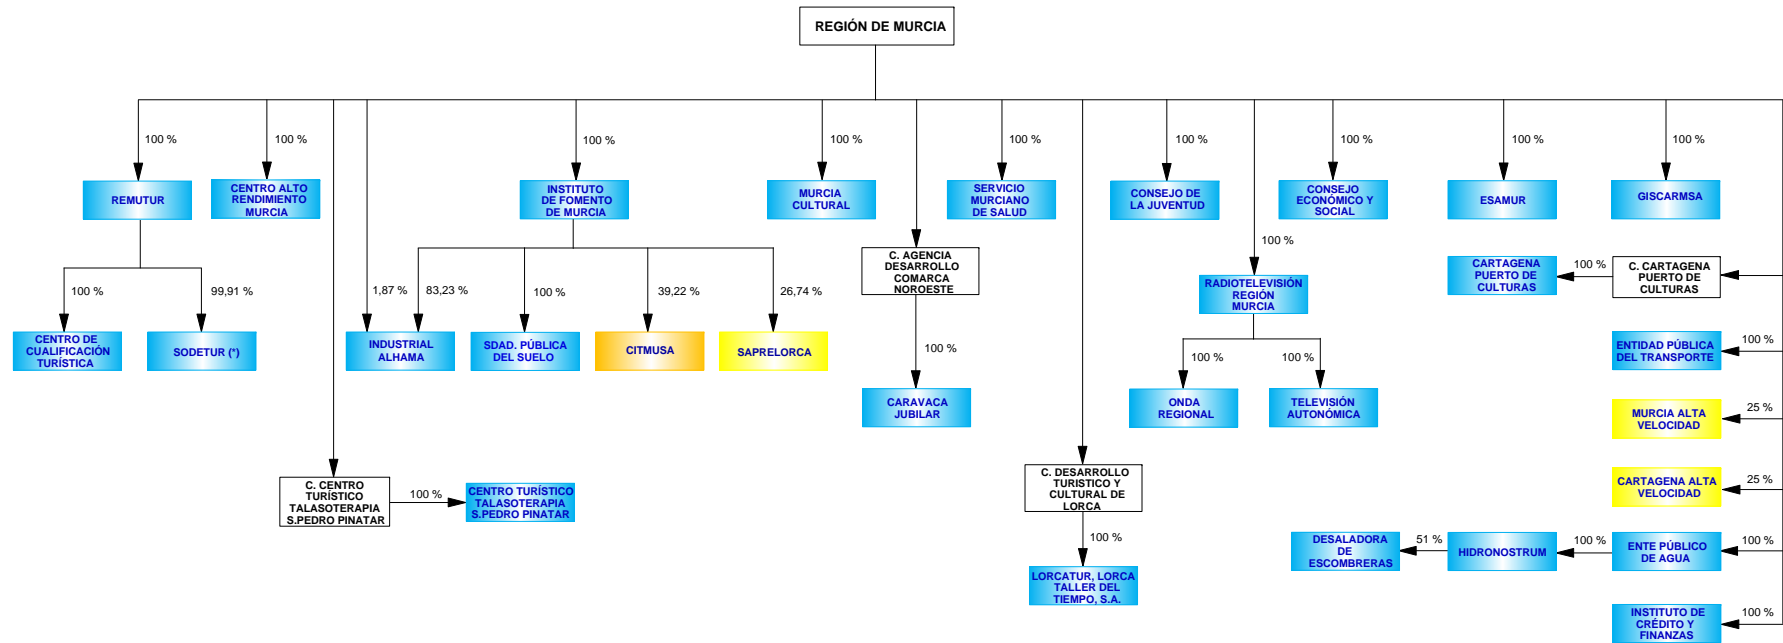 REGIÓN DE MURCIA
100 %
100 %
100 %
100 %
100 %
100 %
100 %
100 %
100 %
REMUTUR
CENTRO ALTO
RENDIMIENTO
MURCIA
INSTITUTO
DE FOMENTO
DE MURCIA
MURCIA
CULTURAL
SERVICIO
MURCIANO
DE SALUD
CONSEJO DE
LA JUVENTUD
CONSEJO
ECONÓMICO Y
SOCIAL
ESAMUR
GISCARMSA
100 %
99,91 %
1,87 %
83,23 %
100 %
39,22 %
26,74 %
C. AGENCIA
DESARROLLO
COMARCA
NOROESTE
100 %
RADIOTELEVISIÓN
REGIÓN
MURCIA
CARTAGENA
PUERTO DE
CULTURAS
100 %
C. CARTAGENA
PUERTO DE
CULTURAS
CENTRO DE
CUALIFICACIÓN
TURÍSTICA
SODETUR (*)
INDUSTRIAL
ALHAMA
SDAD. PÚBLICA
DEL SUELO
CITMUSA
SAPRELORCA
100 %
100 %
100 %
ENTIDAD PÚBLICA
DEL TRANSPORTE
100 %
CARAVACA
JUBILAR
ONDA
REGIONAL
TELEVISIÓN
AUTONÓMICA
MURCIA ALTA
VELOCIDAD
25 %
C. CENTRO
TURÍSTICO
TALASOTERAPIA
S.PEDRO PINATAR
100 %
CENTRO TURÍSTICO
TALASOTERAPIA
S.PEDRO PINATAR
C. DESARROLLO
TURISTICO Y
CULTURAL DE
LORCA
CARTAGENA ALTA
VELOCIDAD
25 %
100 %
DESALADORA
DE
ESCOMBRERAS
51 %
HIDRONOSTRUM
100 %
ENTE PÚBLICO
DE AGUA
100 %
LORCATUR, LORCA
TALLER DEL
TIEMPO, S.A.
INSTITUTO DE
CRÉDITO Y
FINANZAS
100 %